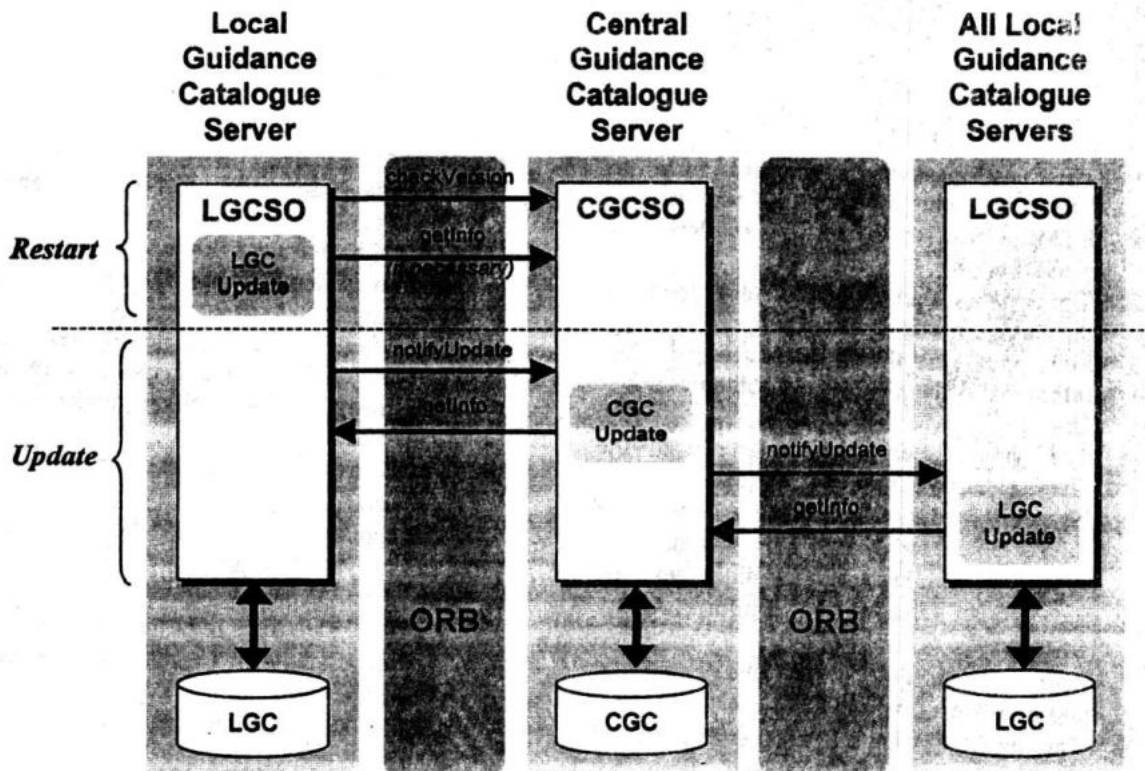 Local
Guidance
Catalogue
Server
Central
Guidance
Catalogue
Server
All Local
Guidance
Catalogue
Servers
Restart
LGCSO
LGC
Update
checkVersion
getInfo
(if necessary)
CGCSO
LGCSO
Update
notifyUpdate
getInfo
CGC
Update
notifyUpdate
getInfo
LGC
Update
ORB
ORB
LGC
CGC
LGC